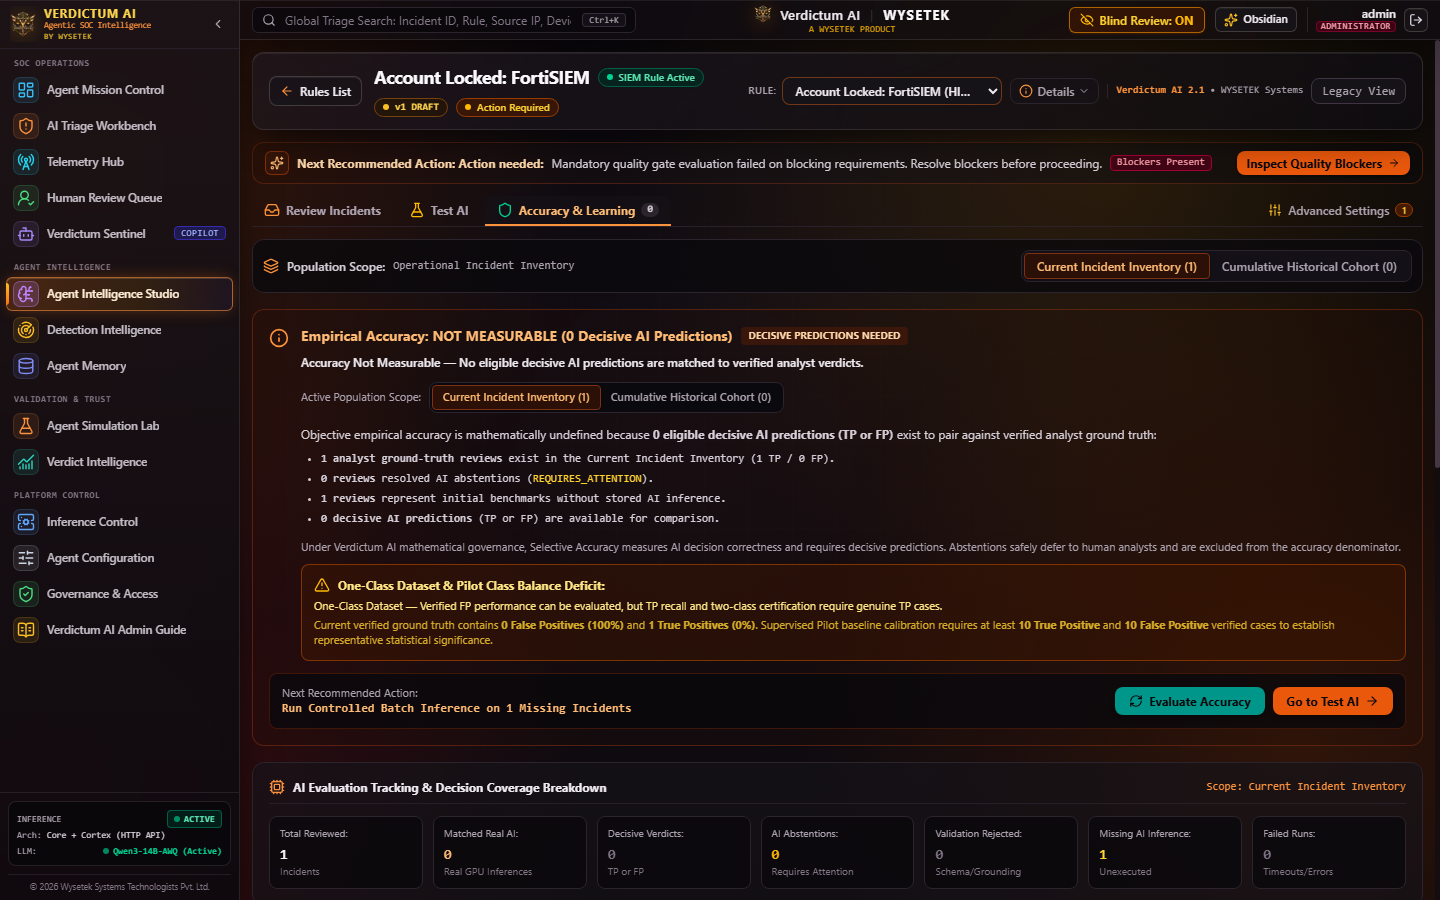 VERDICTUM AI
Agentic SOC Intelligence
BY WYSETEK
SOC OPERATIONS
Agent Mission Control
AI Triage Workbench
Telemetry Hub
Human Review Queue
Verdictum Sentinel
COPILOT
AGENT INTELLIGENCE
Agent Intelligence Studio
Detection Intelligence
Agent Memory
VALIDATION & TRUST
Agent Simulation Lab
Verdict Intelligence
PLATFORM CONTROL
Inference Control
Agent Configuration
Governance & Access
Verdictum AI Admin Guide
INFERENCE
ACTIVE
Arch: Core + Cortex (HTTP API)
LLM: Qwen3-14B-AWQ (Active)
© 2026 Wysetek Systems Technologists Pvt. Ltd.
Global Triage Search: Incident ID, Rule, Source IP, Devi
Ctrl+K
Verdictum AI | WYSETEK
A WYSETEK PRODUCT
Blind Review: ON
Obsidian
admin
ADMINISTRATOR
Rules List
Account Locked: FortiSIEM
SIEM Rule Active
v1 DRAFT
Action Required
RULE:
Account Locked: FortiSIEM (HI...
Details
Verdictum AI 2.1 • WYSETEK Systems
Legacy View
Next Recommended Action: Action needed: Mandatory quality gate evaluation failed on blocking requirements. Resolve blockers before proceeding.
Blockers Present
Inspect Quality Blockers
Review Incidents
Test AI
Accuracy & Learning 0
Advanced Settings 1
Population Scope: Operational Incident Inventory
Current Incident Inventory (1)
Cumulative Historical Cohort (0)
Empirical Accuracy: NOT MEASURABLE (0 Decisive AI Predictions)
DECISIVE PREDICTIONS NEEDED
Accuracy Not Measurable — No eligible decisive AI predictions are matched to verified analyst verdicts.
Active Population Scope:
Current Incident Inventory (1)
Cumulative Historical Cohort (0)
Objective empirical accuracy is mathematically undefined because 0 eligible decisive AI predictions (TP or FP) exist to pair against verified analyst ground truth:
• 1 analyst ground-truth reviews exist in the Current Incident Inventory (1 TP / 0 FP).
• 0 reviews resolved AI abstentions (REQUIRES_ATTENTION).
• 1 reviews represent initial benchmarks without stored AI inference.
• 0 decisive AI predictions (TP or FP) are available for comparison.
Under Verdictum AI mathematical governance, Selective Accuracy measures AI decision correctness and requires decisive predictions. Abstentions safely defer to human analysts and are excluded from the accuracy denominator.
One-Class Dataset & Pilot Class Balance Deficit:
One-Class Dataset — Verified FP performance can be evaluated, but TP recall and two-class certification require genuine TP cases.
Current verified ground truth contains 0 False Positives (100%) and 1 True Positives (0%). Supervised Pilot baseline calibration requires at least 10 True Positive and 10 False Positive verified cases to establish
representative statistical significance.
Next Recommended Action:
Run Controlled Batch Inference on 1 Missing Incidents
Evaluate Accuracy
Go to Test AI
AI Evaluation Tracking & Decision Coverage Breakdown
Scope: Current Incident Inventory
Total Reviewed:
1
Incidents
Matched Real AI:
0
Real GPU Inferences
Decisive Verdicts:
0
TP or FP
AI Abstentions:
0
Requires Attention
Validation Rejected:
0
Schema/Grounding
Missing AI Inference:
1
Unexecuted
Failed Runs:
0
Timeouts/Errors